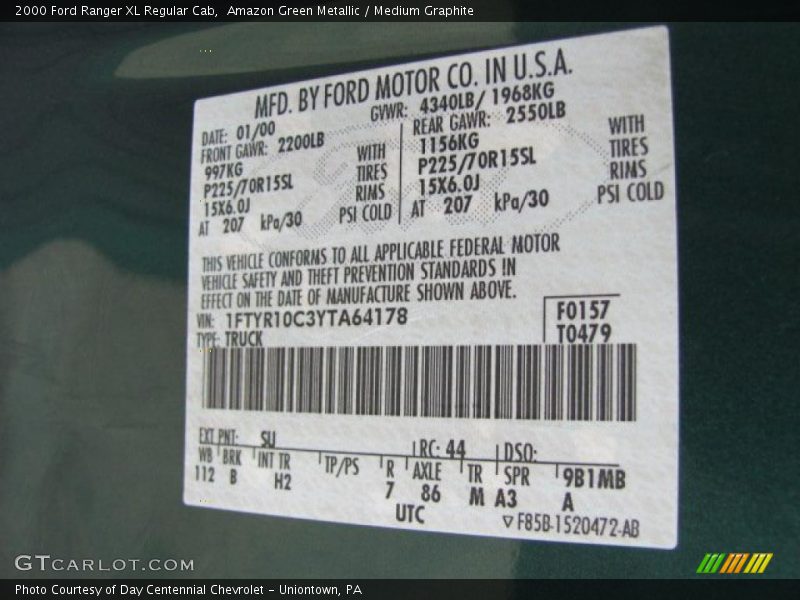 2000 Ford Ranger XL Regular Cab,  Amazon Green Metallic / Medium Graphite
MFD. BY FORD MOTOR CO. IN U.S.A.
DATE: 01/00
GVWR: 4340LB/ 1968KG
FRONT GAWR: 2200LB
997KG
P225/70R15SL
15X6.0J
AT 207 kPa/30
WITH
TIRES
RIMS
PSI COLD
REAR GAWR: 2550LB
1156KG
P225/70R15SL
15X6.0J
AT 207 kPa/30
WITH
TIRES
RIMS
PSI COLD
THIS VEHICLE CONFORMS TO ALL APPLICABLE FEDERAL MOTOR
VEHICLE SAFETY AND THEFT PREVENTION STANDARDS IN
EFFECT ON THE DATE OF MANUFACTURE SHOWN ABOVE.
VIN: 1FTYR10C3YTA64178
TYPE: TRUCK
F0157
T0479
EXT PNT: SU RC: 44 DSO:
WB BRK INT TR TP/PS R AXLE TR SPR 9B1MB
112 B H2 7 86 M A3 A
UTC
▽F85B-1520472-AB
GTCARLOT.COM
Photo Courtesy of Day Centennial Chevrolet - Uniontown, PA